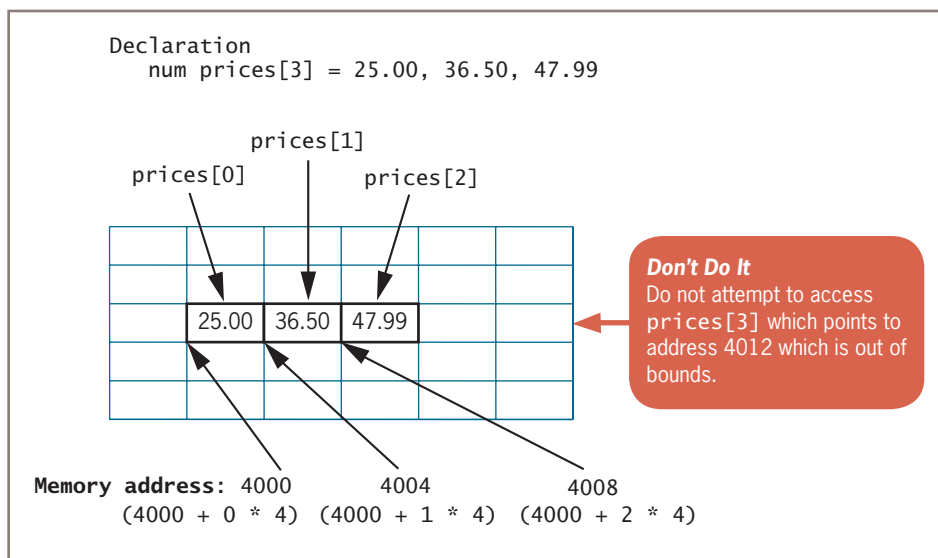 Declaration
num prices[3] = 25.00, 36.50, 47.99
prices[1]
prices[0]
prices[2]
25.00 36.50 47.99
Don't Do It
Do not attempt to access
prices[3] which points to
address 4012 which is out of
bounds.
Memory address: 4000 4004 4008
(4000 + 0 * 4) (4000 + 1 * 4) (4000 + 2 * 4)